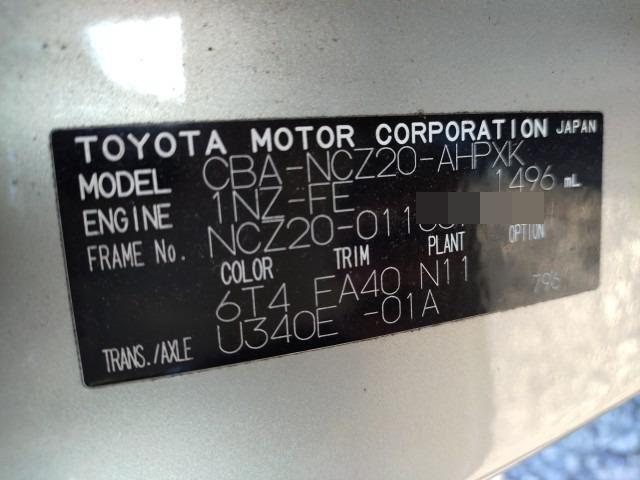 TOYOTA MOTOR CORPORATION JAPAN
MODEL CBA-NCZ20-AHPXK
ENGINE 1NZ-FE 1496 mL
FRAME No. NCZ20-011
COLOR TRIM PLANT OPTION
6T4 FA40 N11 796
TRANS./AXLE U340E -01A